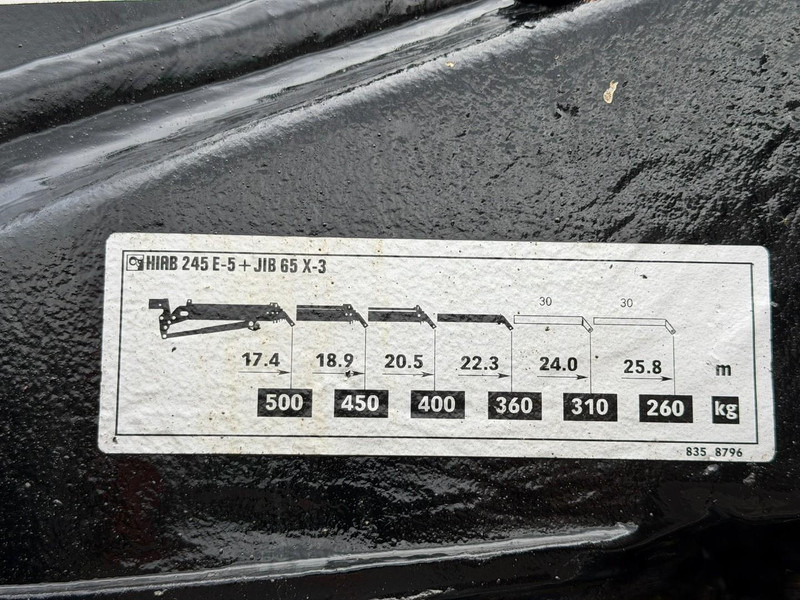 HIAB 245 E-5 + JIB 65 X-3
30 30
17.4 18.9 20.5 22.3 24.0 25.8 m
500 450 400 360 310 260 kg
835 8796